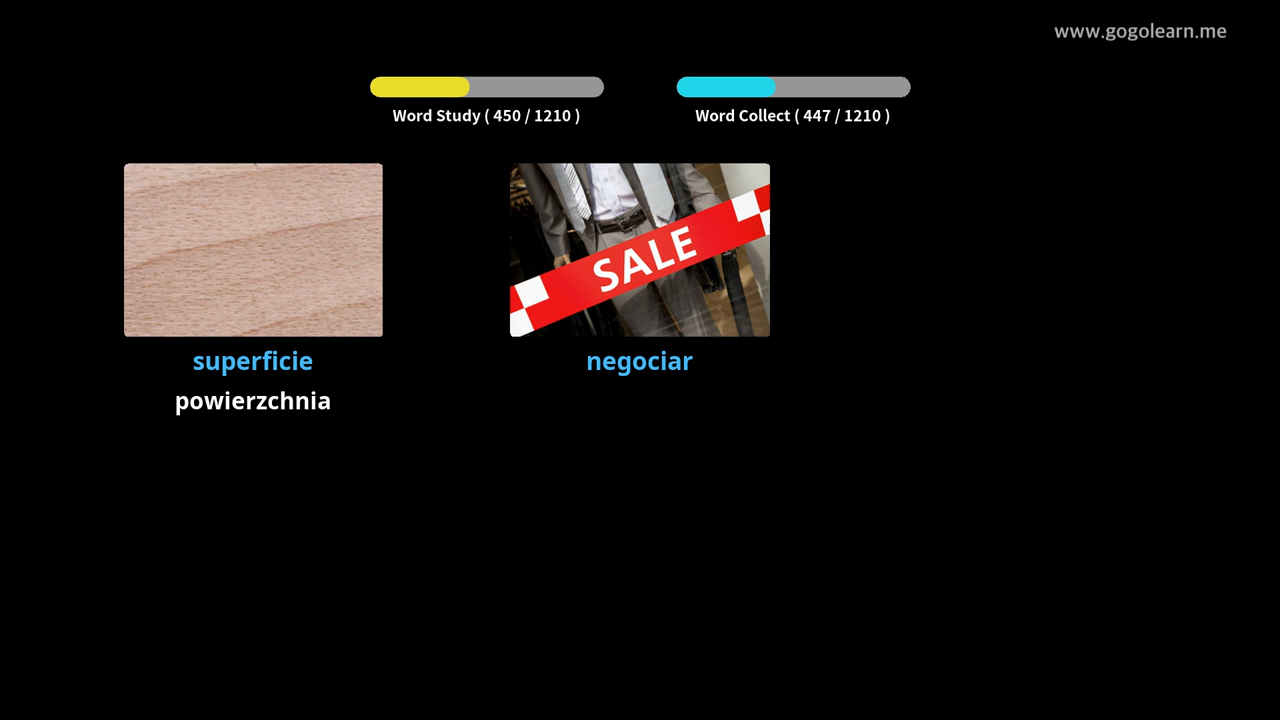 www.gogolearn.me
Word Study ( 450 / 1210 )
Word Collect ( 447 / 1210 )
SALE
superficie
negociar
powierzchnia